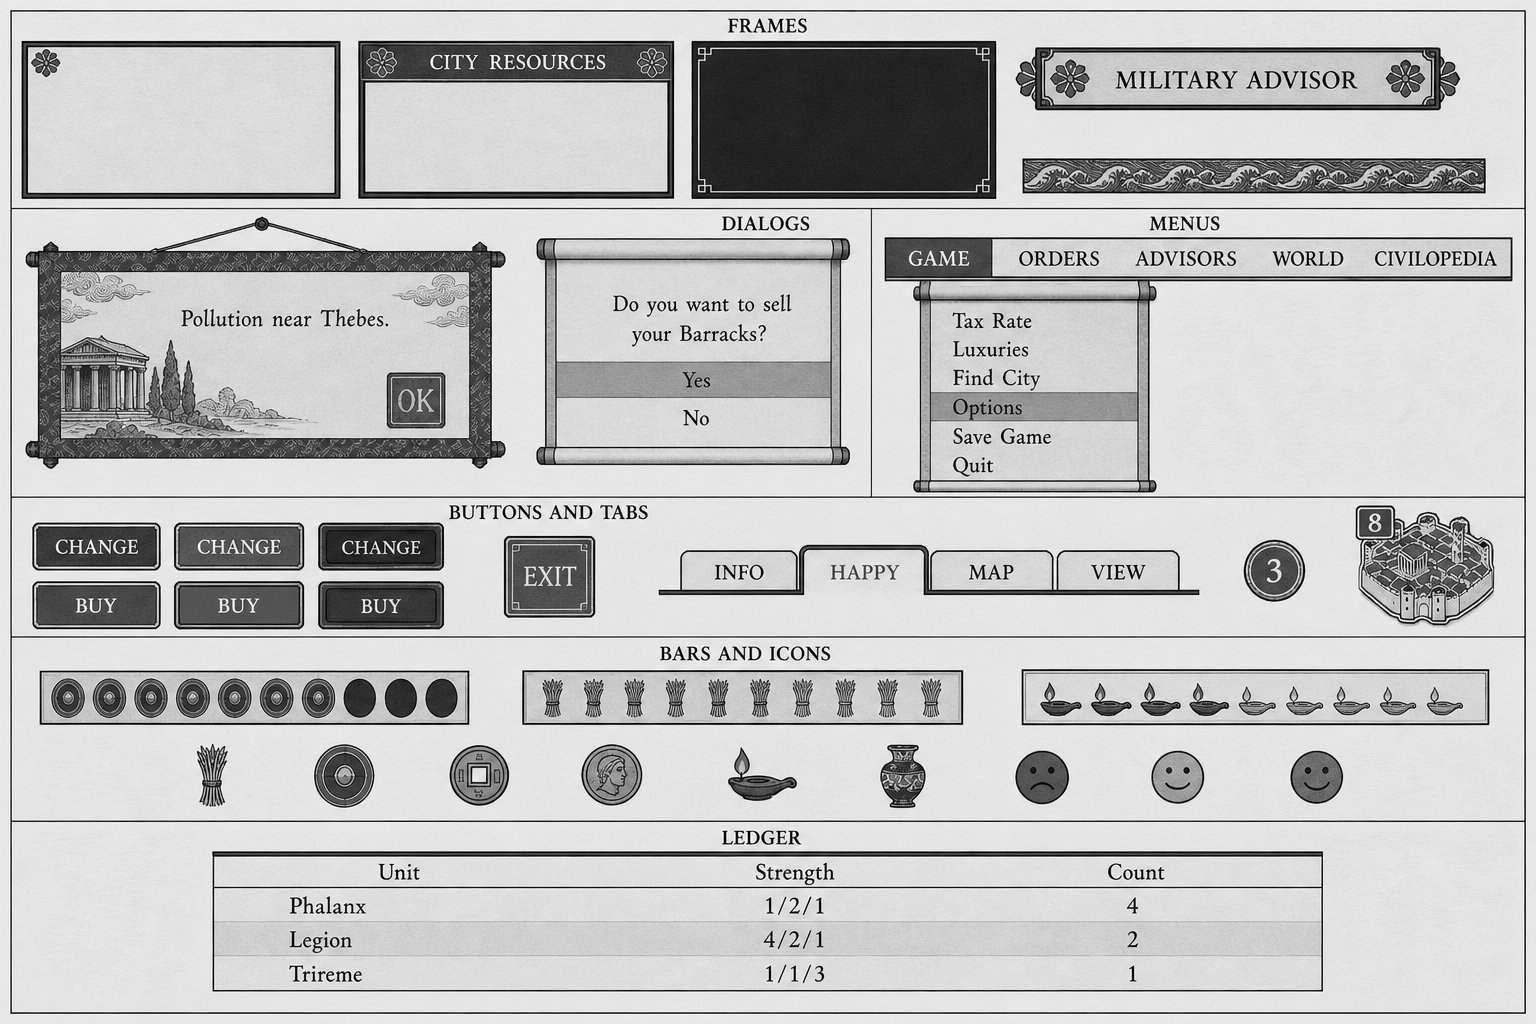 FRAMES
CITY RESOURCES
MILITARY ADVISOR
DIALOGS
Pollution near Thebes.
OK
Do you want to sell
your Barracks?
Yes
No
MENUS
GAME ORDERS ADVISORS WORLD CIVILOPEDIA
Tax Rate
Luxuries
Find City
Options
Save Game
Quit
BUTTONS AND TABS
CHANGE CHANGE CHANGE
BUY BUY BUY
EXIT
INFO HAPPY MAP VIEW
3
8
BARS AND ICONS
LEDGER
Unit Strength Count
Phalanx 1/2/1 4
Legion 4/2/1 2
Trireme 1/1/3 1